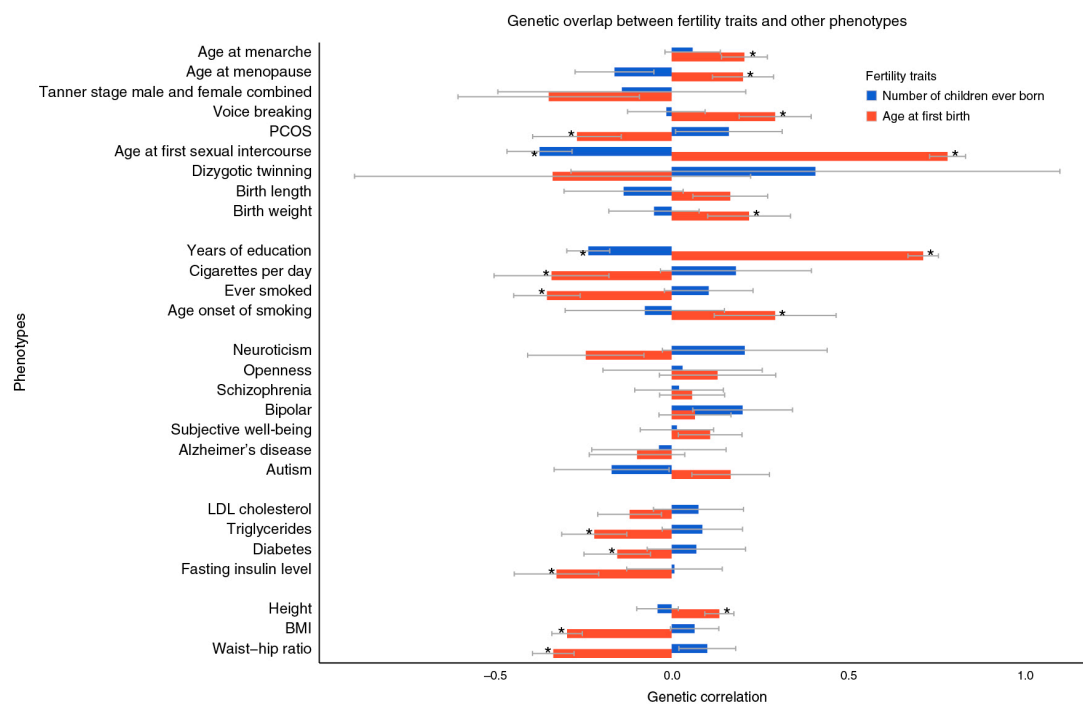 Genetic overlap between fertility traits and other phenotypes
Age at menarche
Age at menopause
Tanner stage male and female combined
Voice breaking
PCOS
Age at first sexual intercourse
Dizygotic twinning
Birth length
Birth weight
Years of education
Cigarettes per day
Ever smoked
Age onset of smoking
Neuroticism
Openness
Schizophrenia
Bipolar
Subjective well-being
Alzheimer's disease
Autism
LDL cholesterol
Triglycerides
Diabetes
Fasting insulin level
Height
BMI
Waist–hip ratio
Phenotypes
Fertility traits
Number of children ever born
Age at first birth
* * * * * * * * * * * * * * * * * * * *
–0.5 0.0 0.5 1.0
Genetic correlation